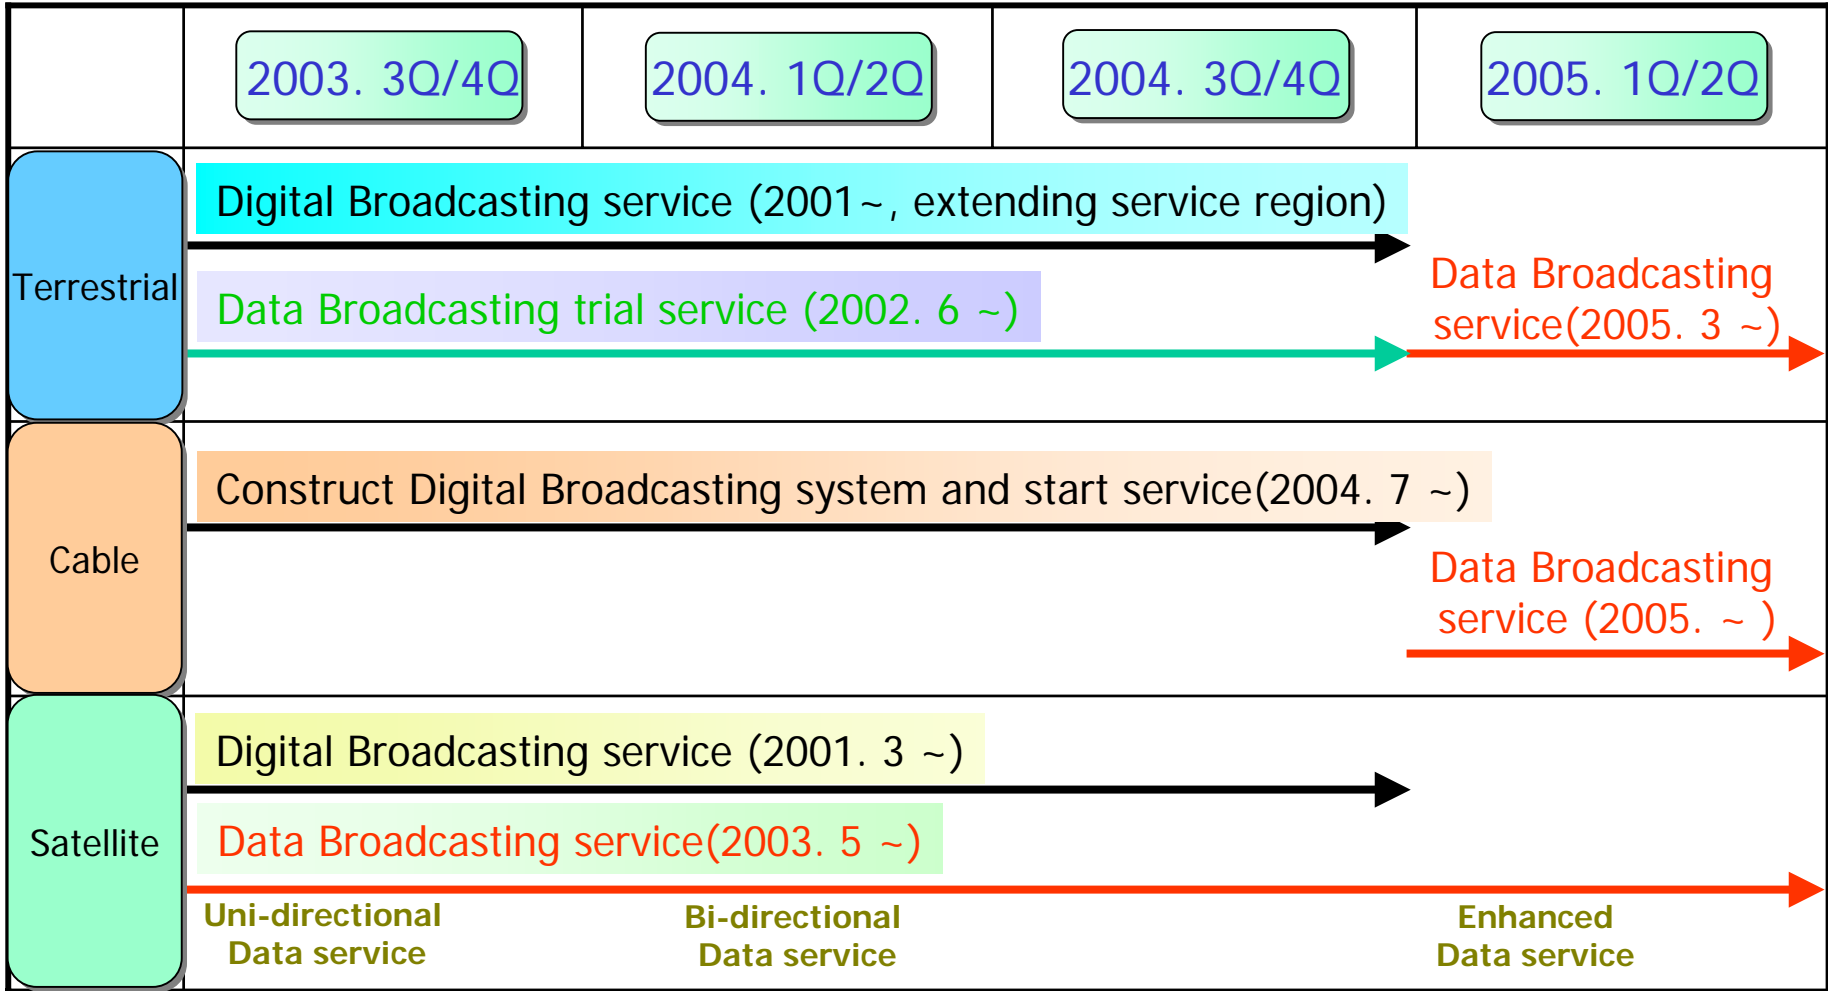 2003. 3Q/4Q
2004. 1Q/2Q
2004. 3Q/4Q
2005. 1Q/2Q
Terrestrial
Digital Broadcasting service (2001~, extending service region)
Data Broadcasting trial service (2002. 6 ~)
Data Broadcasting
service(2005. 3 ~)
Cable
Construct Digital Broadcasting system and start service(2004. 7 ~)
Data Broadcasting
service (2005. ~ )
Satellite
Digital Broadcasting service (2001. 3 ~)
Data Broadcasting service(2003. 5 ~)
Uni-directional
Data service
Bi-directional
Data service
Enhanced
Data service